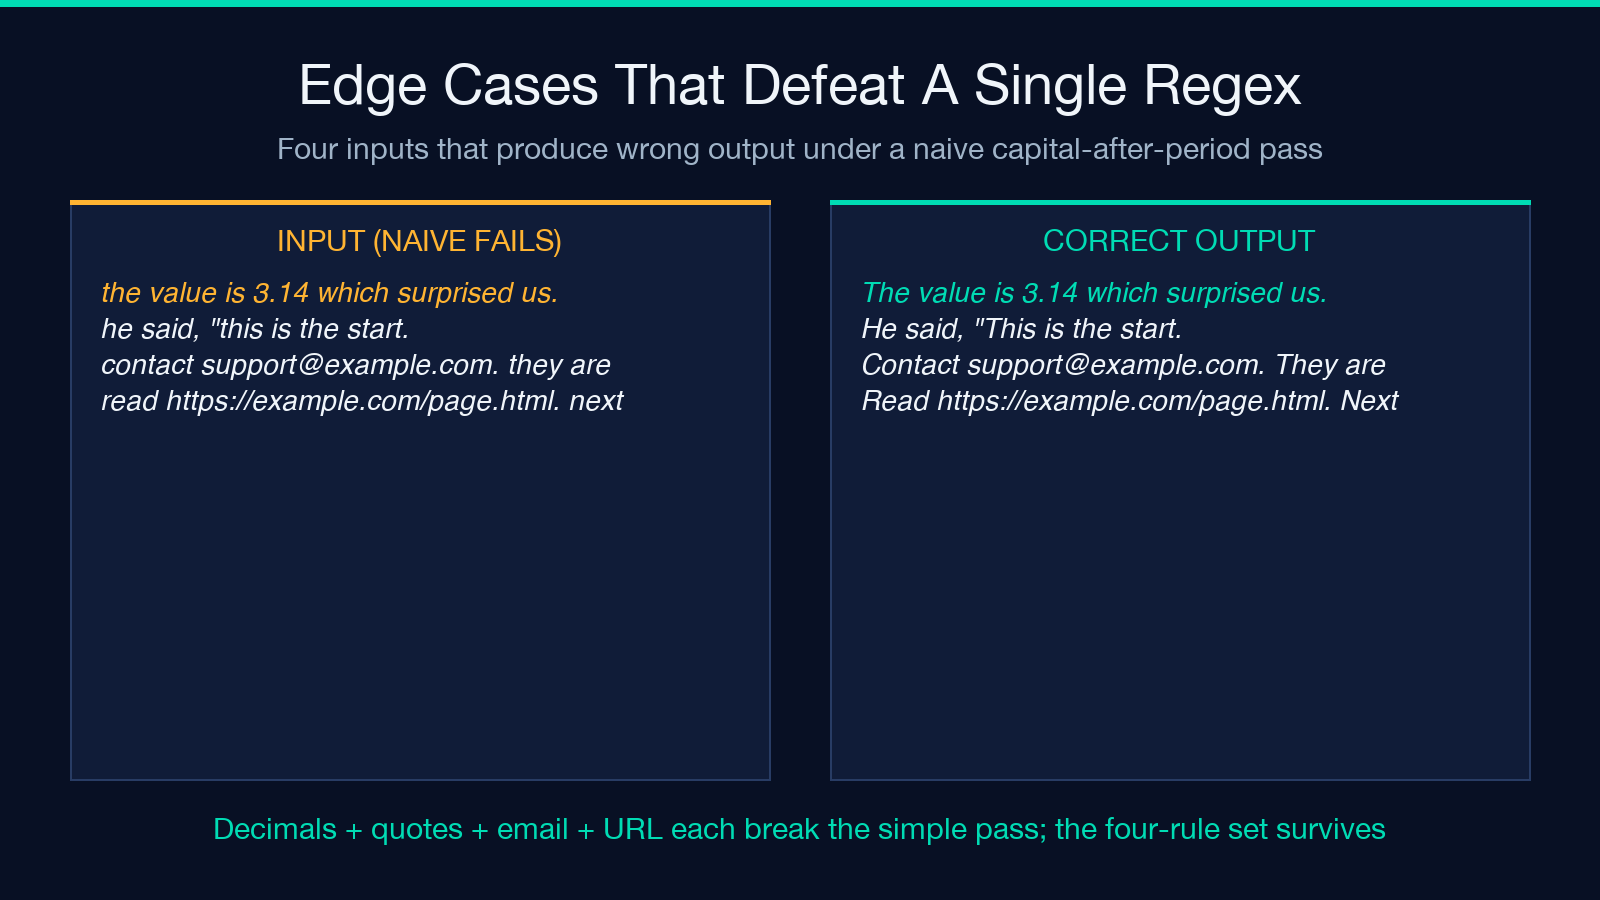 Edge Cases That Defeat A Single Regex
Four inputs that produce wrong output under a naive capital-after-period pass
INPUT (NAIVE FAILS)
the value is 3.14 which surprised us.
he said, "this is the start.
contact support@example.com. they are
read https://example.com/page.html. next
CORRECT OUTPUT
The value is 3.14 which surprised us.
He said, "This is the start.
Contact support@example.com. They are
Read https://example.com/page.html. Next
Decimals + quotes + email + URL each break the simple pass; the four-rule set survives